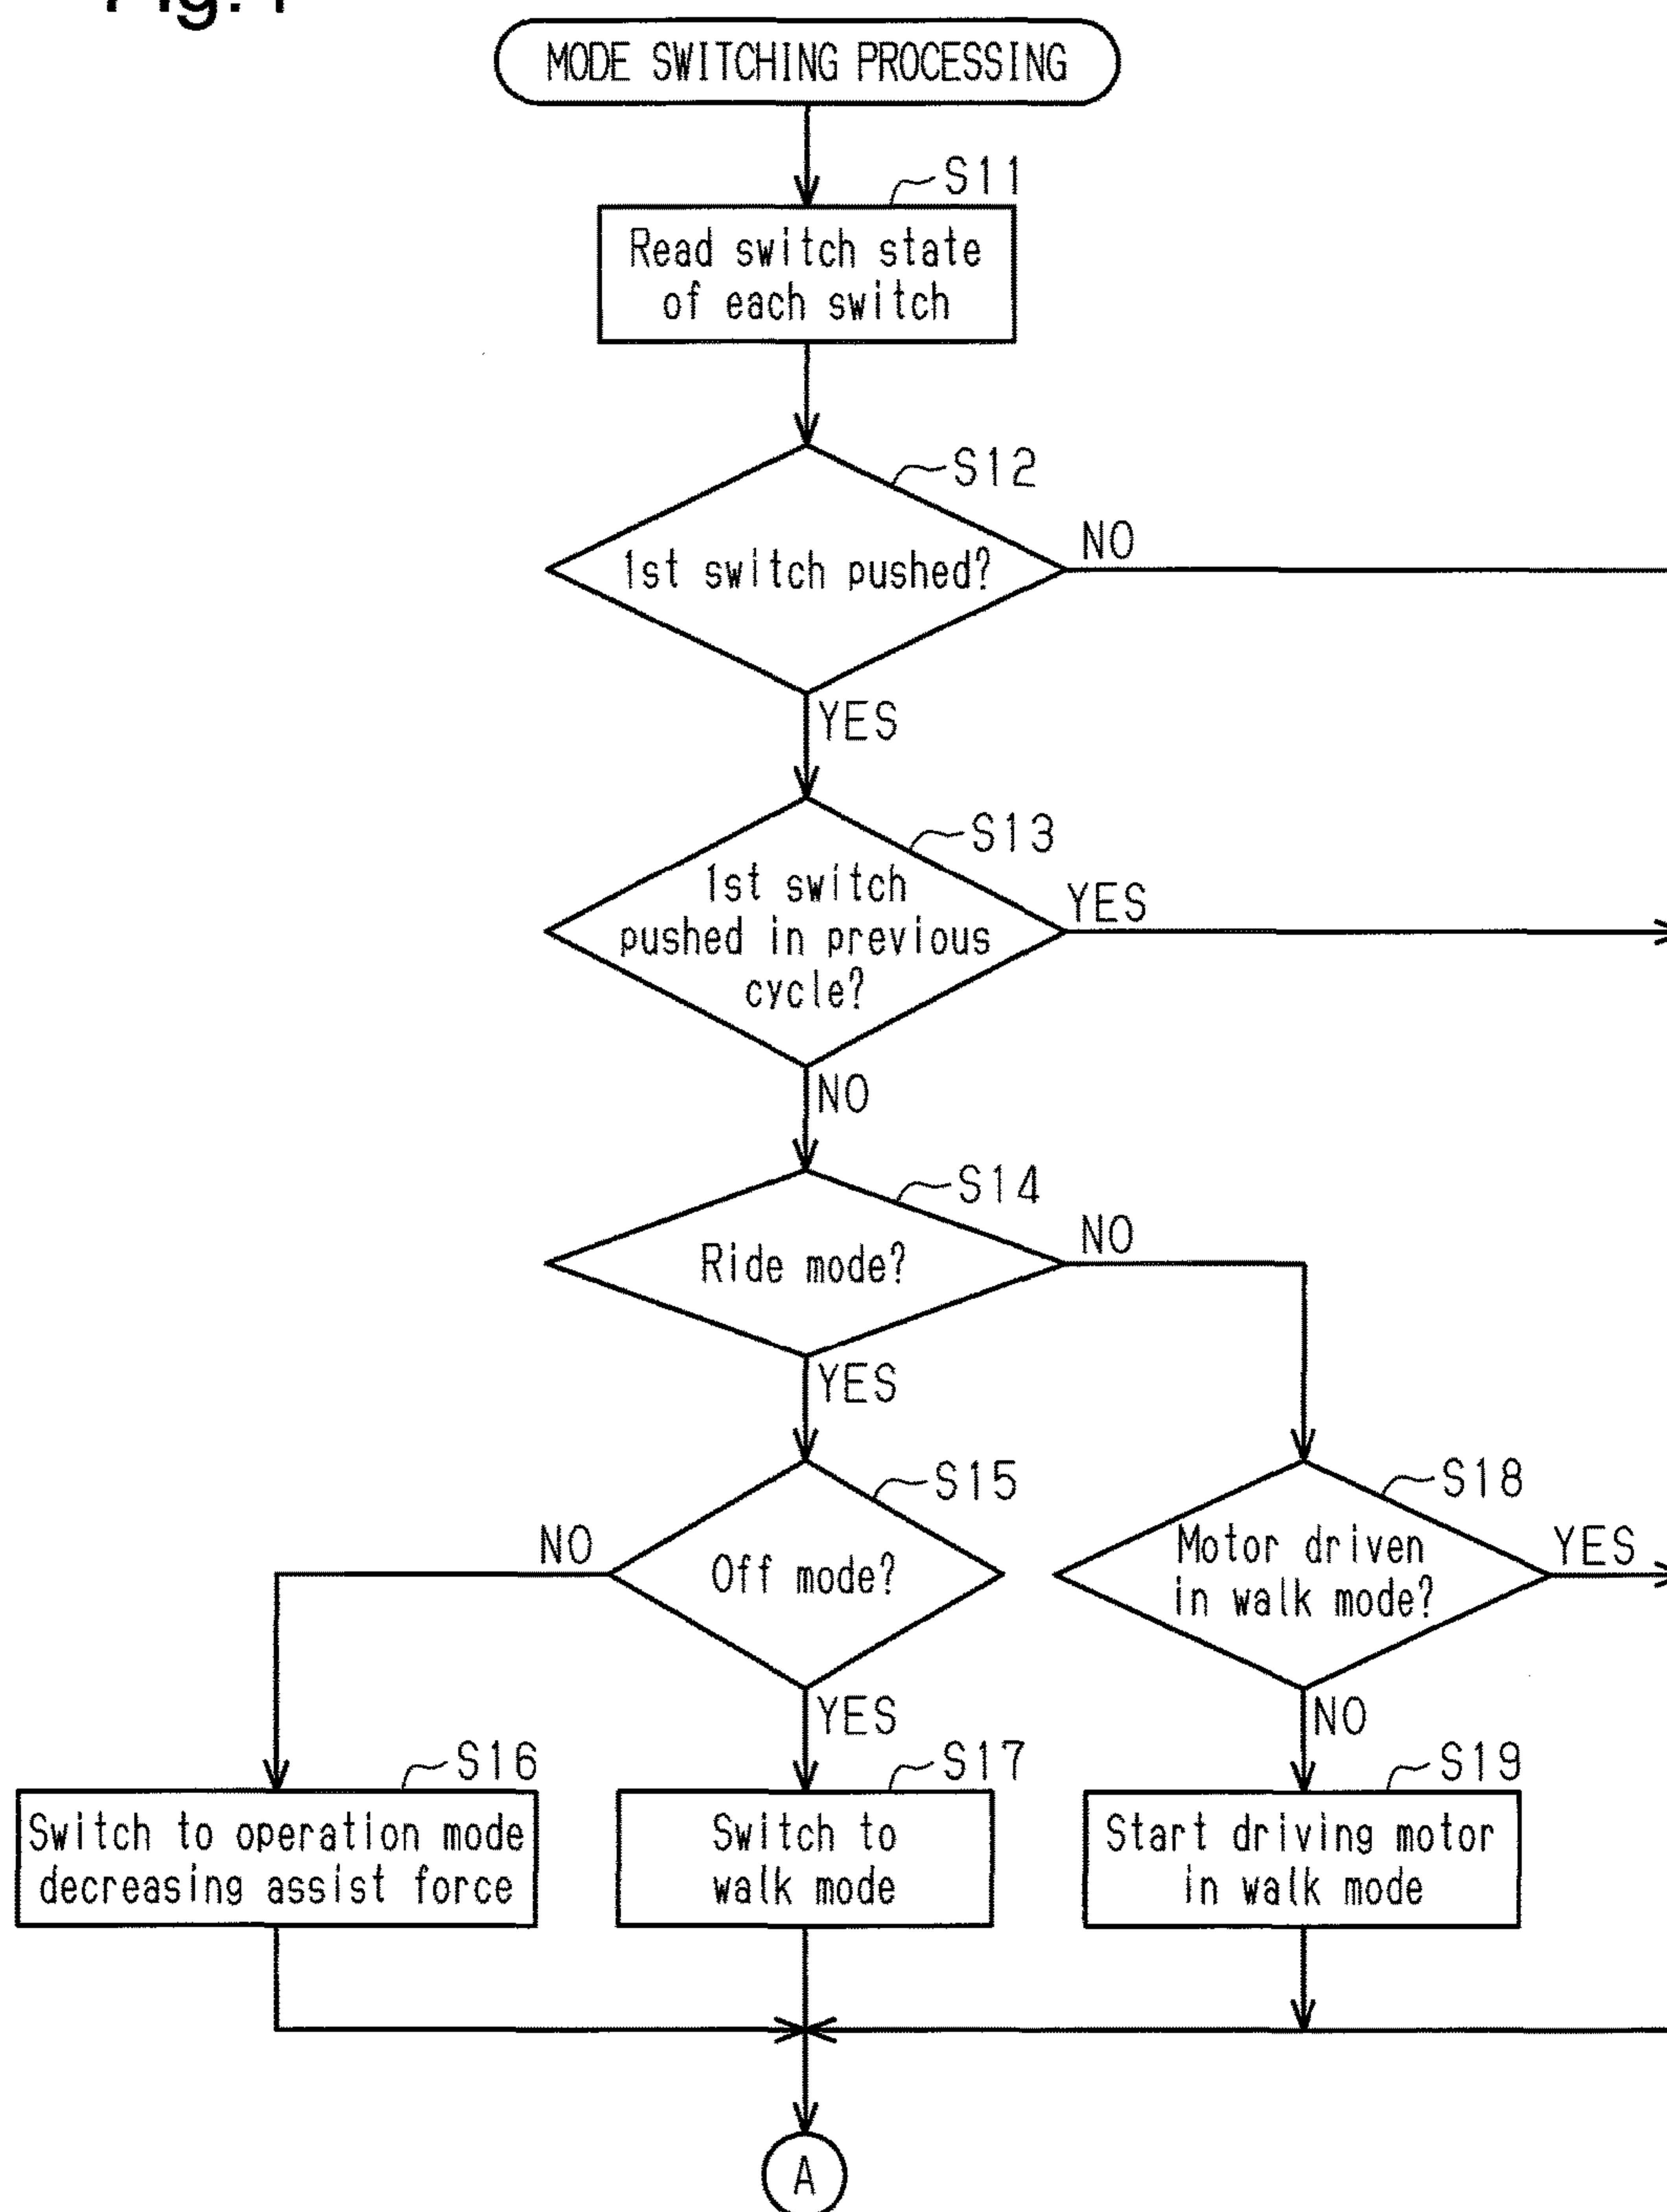 MODE SWITCHING PROCESSING
S11
Read switch state
of each switch
S12
1st switch pushed?
NO
YES
S13
1st switch
pushed in previous
cycle?
YES
NO
S14
Ride mode?
NO
YES
S15
Off mode?
NO
YES
S18
Motor driven
in walk mode?
YES
NO
S16
Switch to operation mode
decreasing assist force
S17
Switch to
walk mode
S19
Start driving motor
in walk mode
A